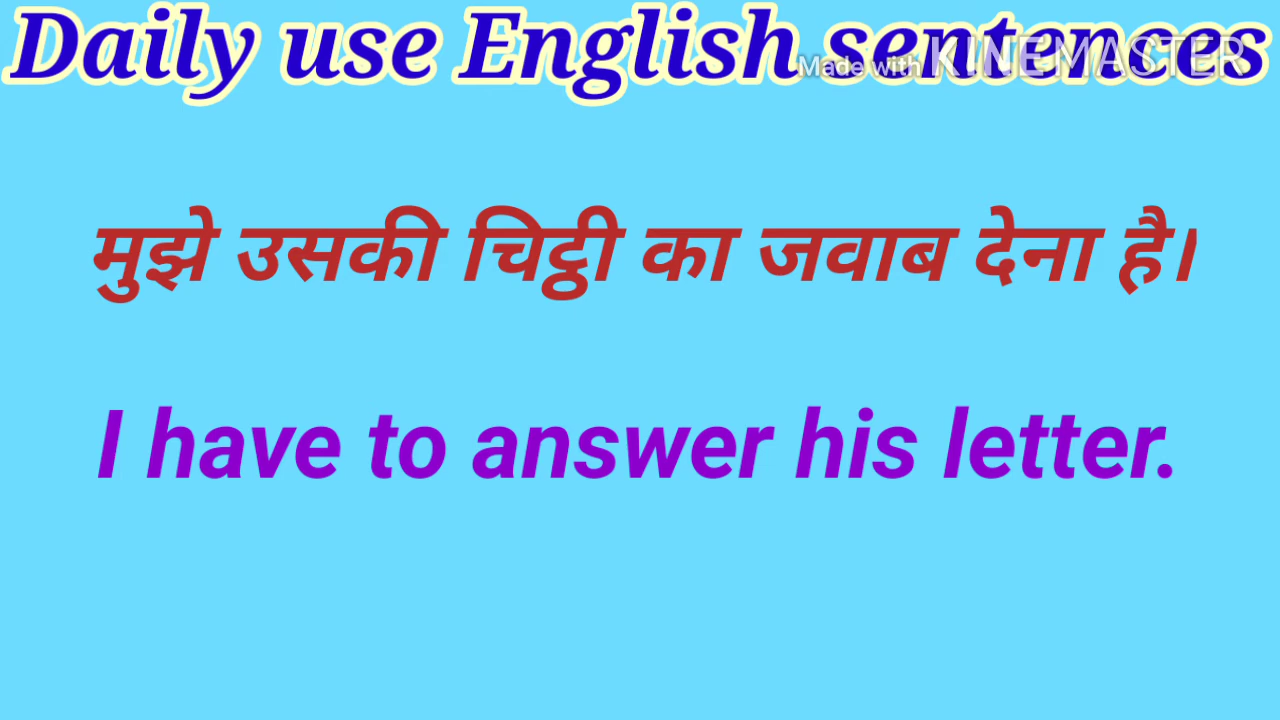 Daily use English sentences
Made with KINEMASTER
मुझे उसकी चिट्ठी का जवाब देना है।
I have to answer his letter.